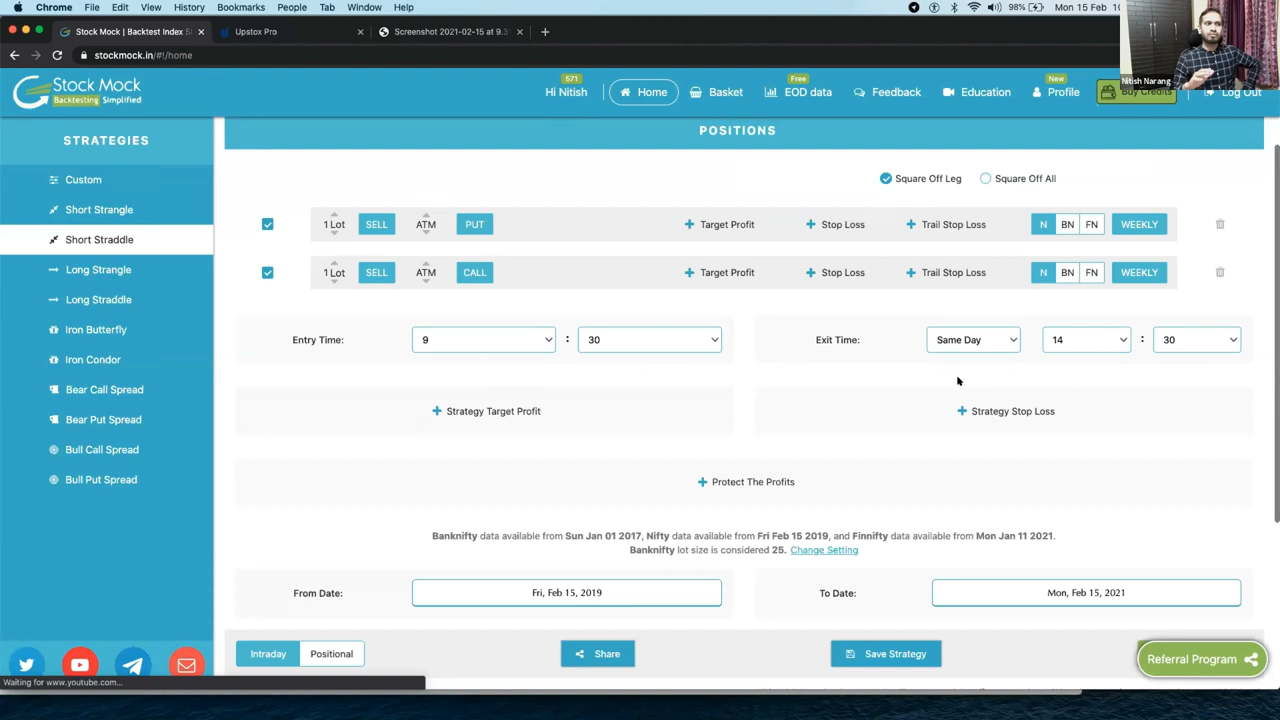 Chrome File Edit View History Bookmarks People Tab Window Help 98% Mon 15 Feb
Stock Mock | Backtest Index S Upstox Pro Screenshot 2021-02-15 at 9.3
stockmock.in/#!/home
Nitish Narang
Stock Mock
Backtesting Simplified
571 Free New
Hi Nitish Home Basket EOD data Feedback Education Profile Buy Credits Log Out
STRATEGIES
Custom
Short Strangle
Short Straddle
Long Strangle
Long Straddle
Iron Butterfly
Iron Condor
Bear Call Spread
Bear Put Spread
Bull Call Spread
Bull Put Spread
POSITIONS
Square Off Leg Square Off All
1 Lot SELL ATM PUT Target Profit Stop Loss Trail Stop Loss N BN FN WEEKLY
1 Lot SELL ATM CALL Target Profit Stop Loss Trail Stop Loss N BN FN WEEKLY
Entry Time: 9 : 30 Exit Time: Same Day 14 : 30
Strategy Target Profit Strategy Stop Loss
Protect The Profits
Banknifty data available from Sun Jan 01 2017, Nifty data available from Fri Feb 15 2019, and Finnifty data available from Mon Jan 11 2021.
Banknifty lot size is considered 25. Change Setting
From Date: Fri, Feb 15, 2019 To Date: Mon, Feb 15, 2021
Intraday Positional Share Save Strategy
Referral Program
Waiting for www.youtube.com...